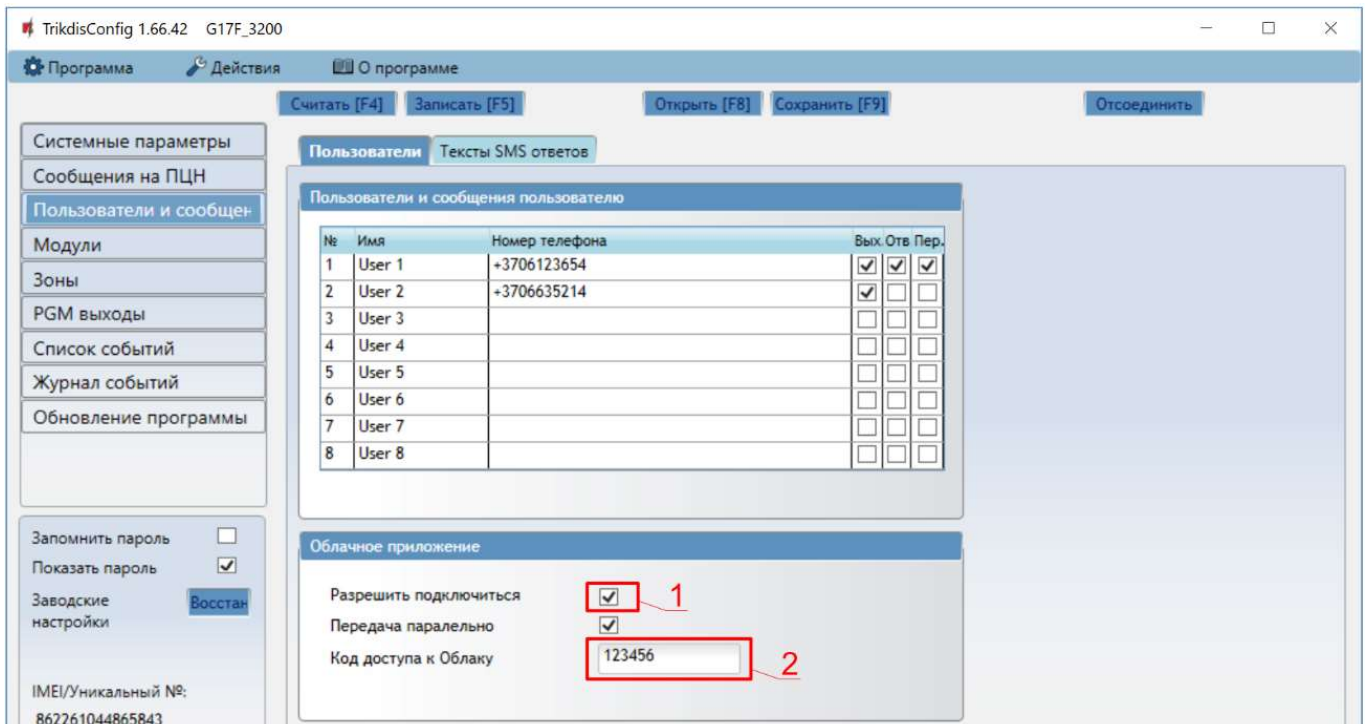 TrikdisConfig 1.66.42 G17F_3200
Программа Действия О программе
Считать [F4] Записать [F5] Открыть [F8] Сохранить [F9] Отсоединить
Системные параметры
Сообщения на ПЦН
Пользователи и сообщен
Модули
Зоны
PGM выходы
Список событий
Журнал событий
Обновление программы
Запомнить пароль
Показать пароль
Заводские настройки
Восстан
IMEI/Уникальный №:
862261044865843
Пользователи Тексты SMS ответов
Пользователи и сообщения пользователю
№ Имя Номер телефона Вых. Отв Пер.
1 User 1 +3706123654
2 User 2 +3706635214
3 User 3
4 User 4
5 User 5
6 User 6
7 User 7
8 User 8
Облачное приложение
Разрешить подключиться 1
Передача паралельно
Код доступа к Облаку 123456 2